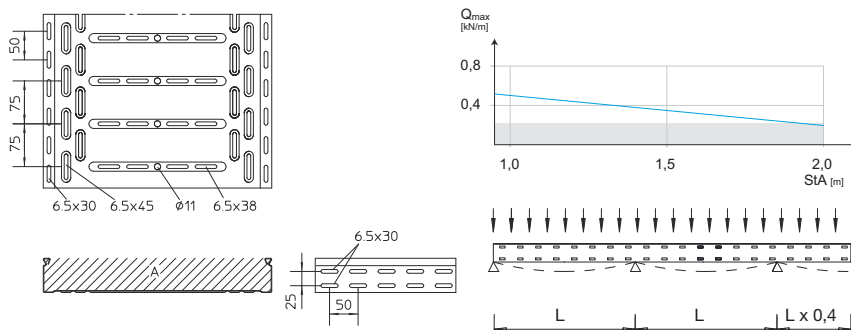 50
75
75
6.5x30
6.5x45
ø11
6.5x38
A
6.5x30
25
50
Qmax
[kN/m]
0,8
0,4
1,0
1,5
2,0
StA [m]
L
L
L x 0,4